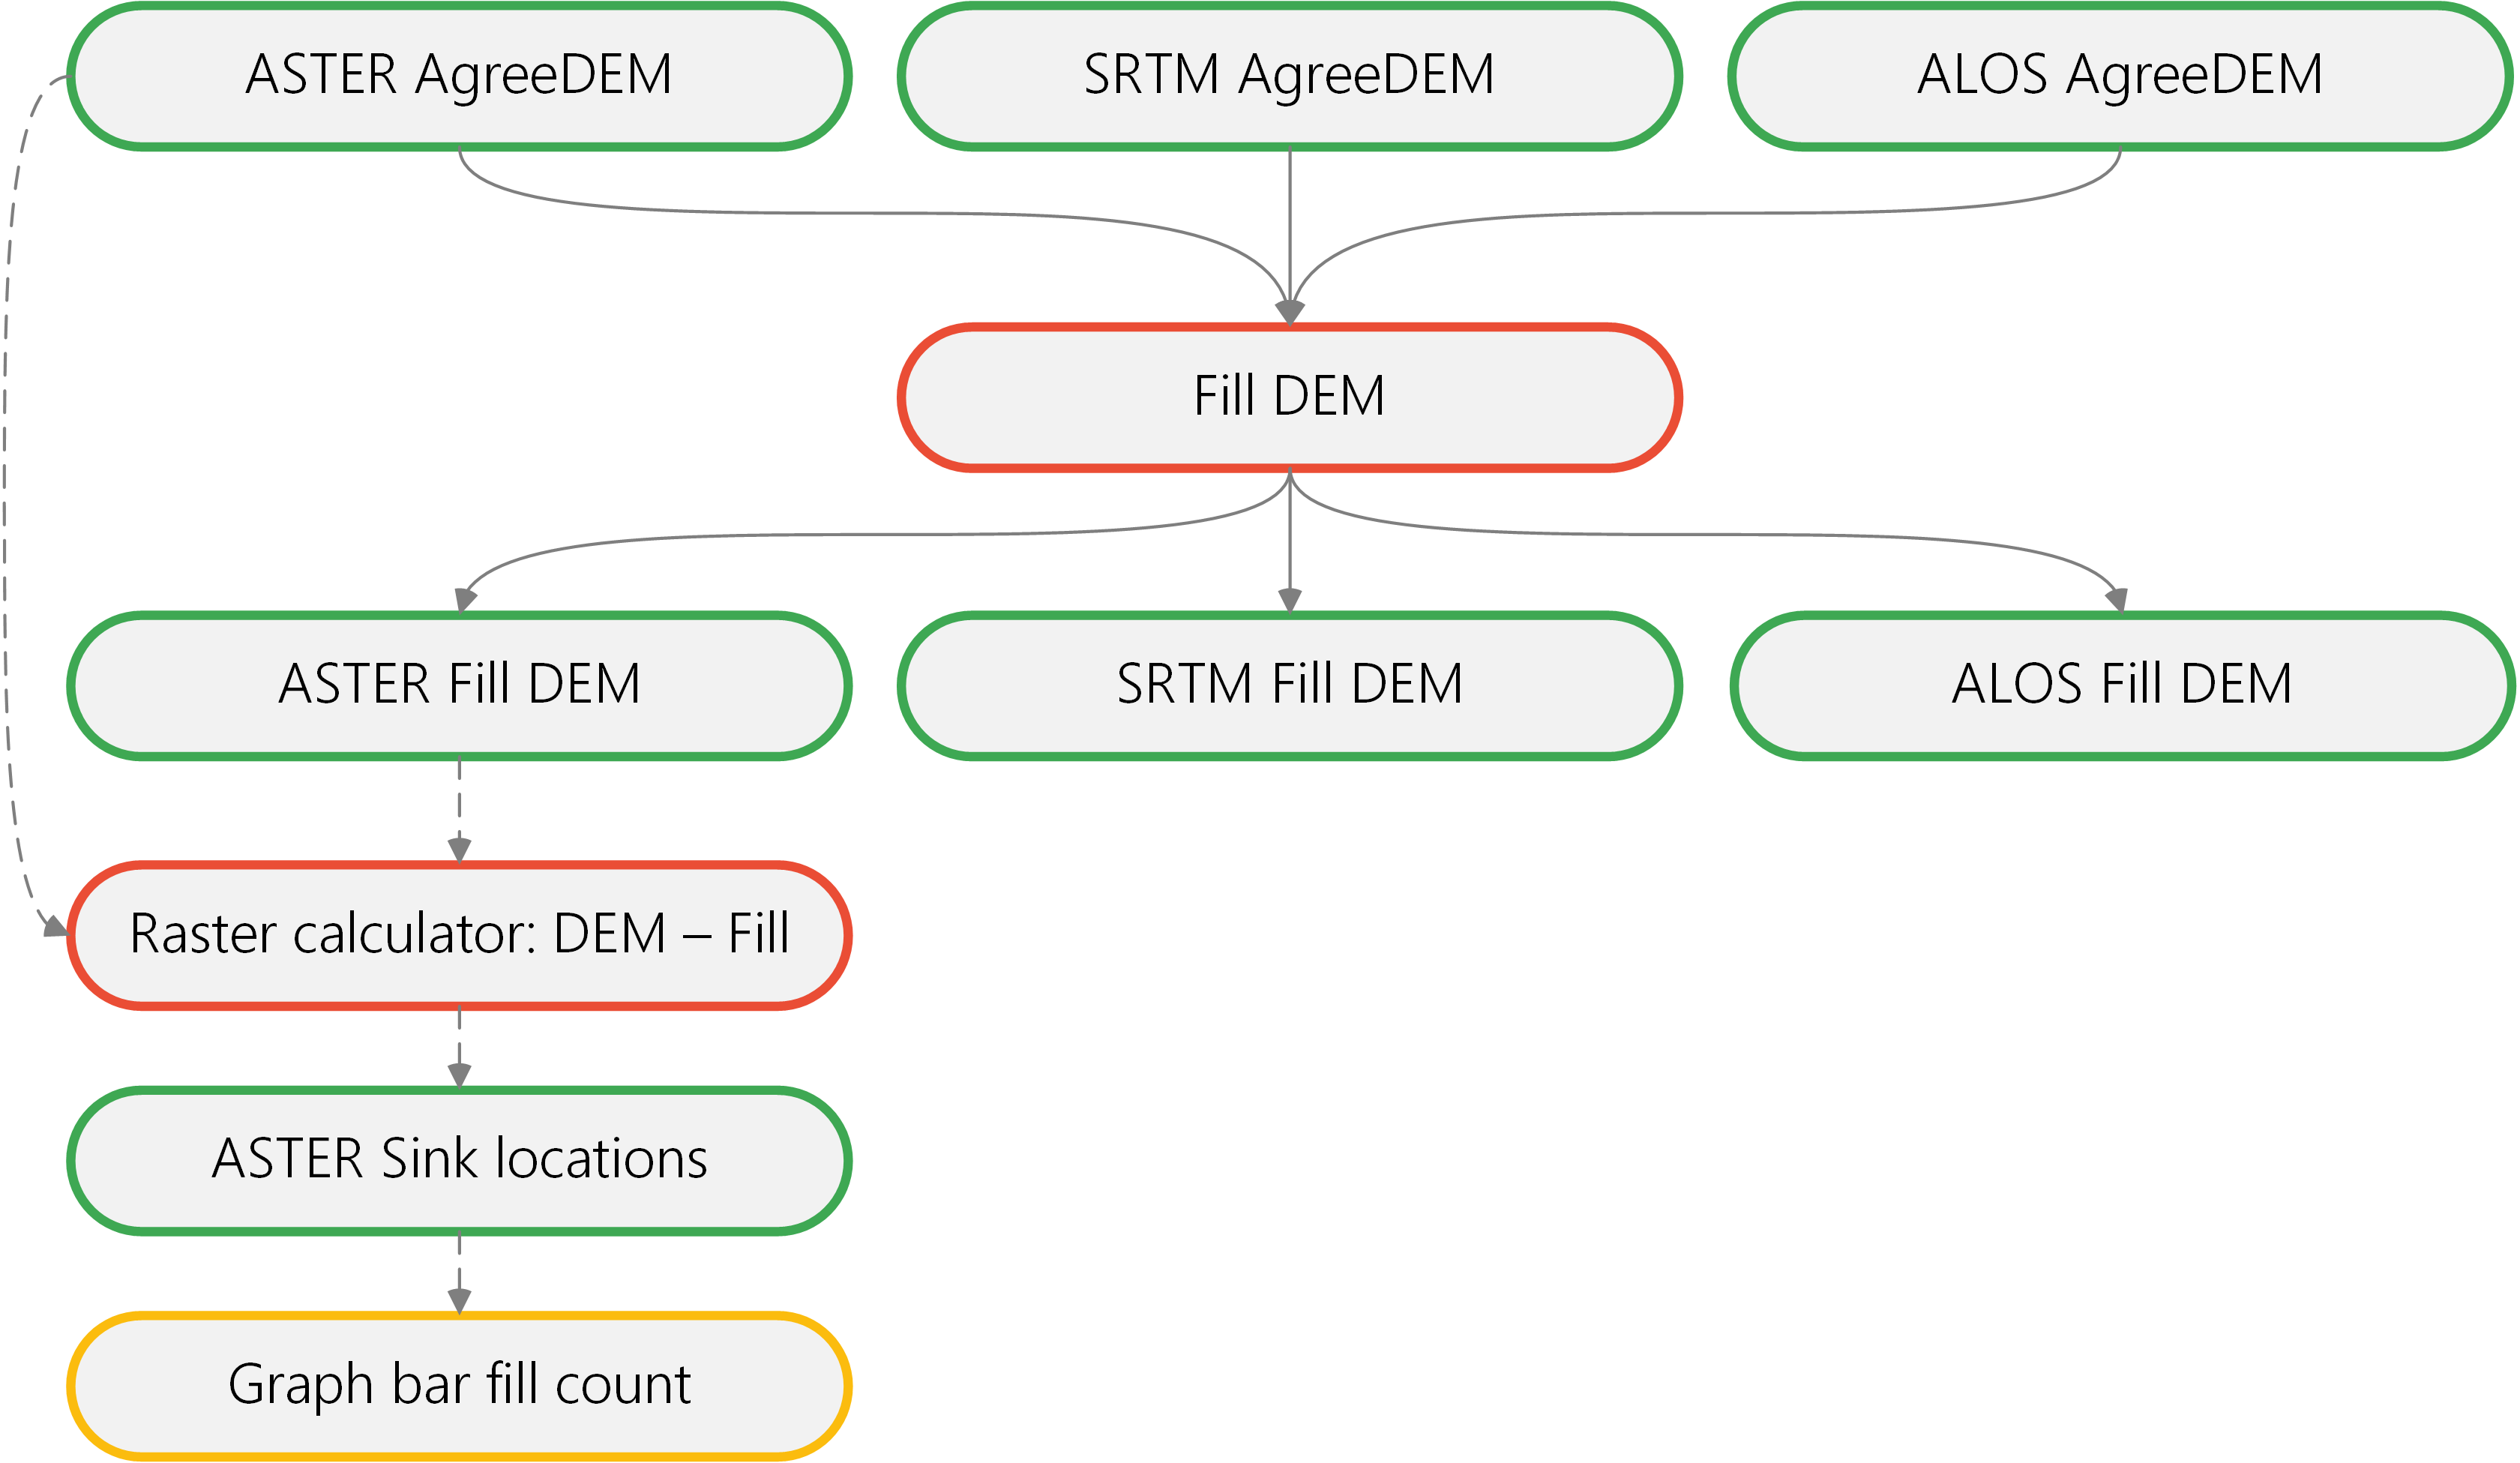 ASTER AgreeDEM
SRTM AgreeDEM
ALOS AgreeDEM
Fill DEM
ASTER Fill DEM
SRTM Fill DEM
ALOS Fill DEM
Raster calculator: DEM – Fill
ASTER Sink locations
Graph bar fill count